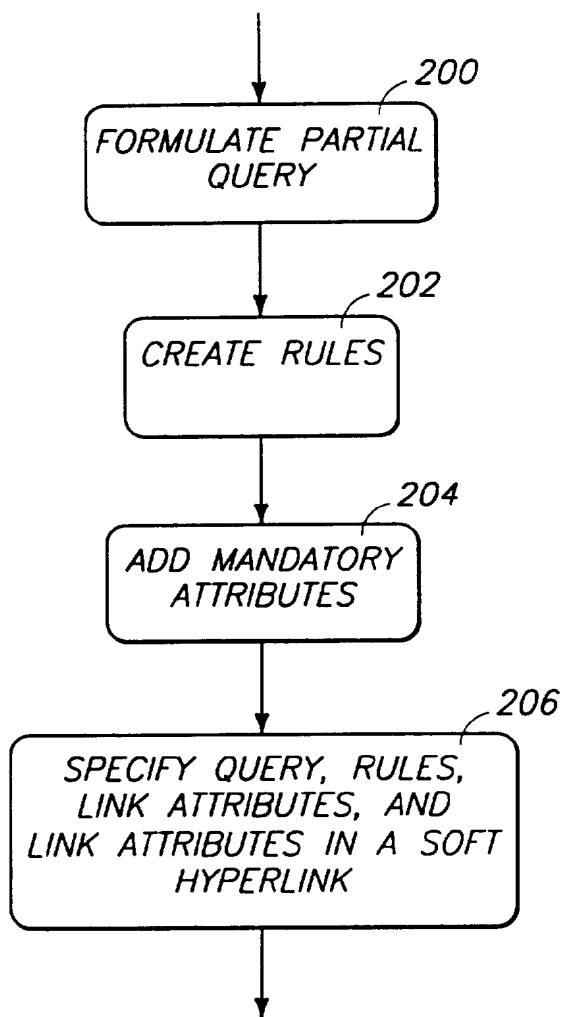 200
FORMULATE PARTIAL
QUERY
202
CREATE RULES
204
ADD MANDATORY
ATTRIBUTES
206
SPECIFY QUERY, RULES,
LINK ATTRIBUTES, AND
LINK ATTRIBUTES IN A SOFT
HYPERLINK